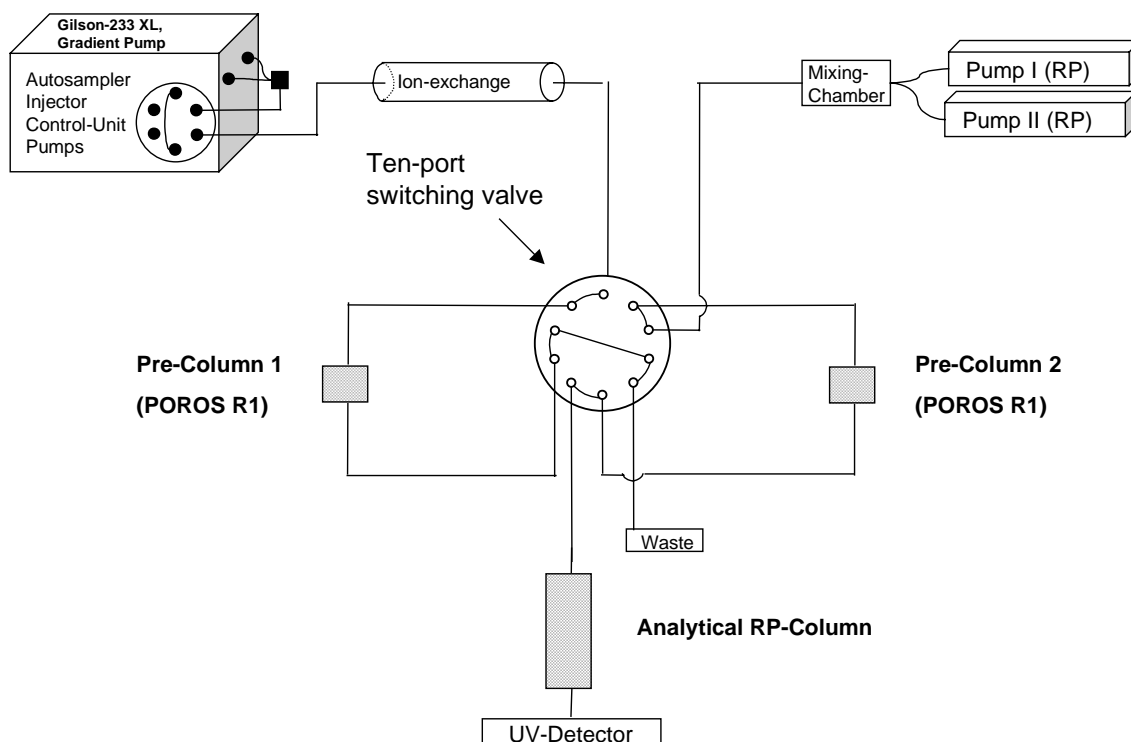 Gilson-233 XL,
Gradient Pump
Autosampler
Injector
Control-Unit
Pumps
Ion-exchange
Mixing-
Chamber
Pump I (RP)
Pump II (RP)
Ten-port
switching valve
Pre-Column 1
(POROS R1)
Pre-Column 2
(POROS R1)
Waste
Analytical RP-Column
UV-Detector